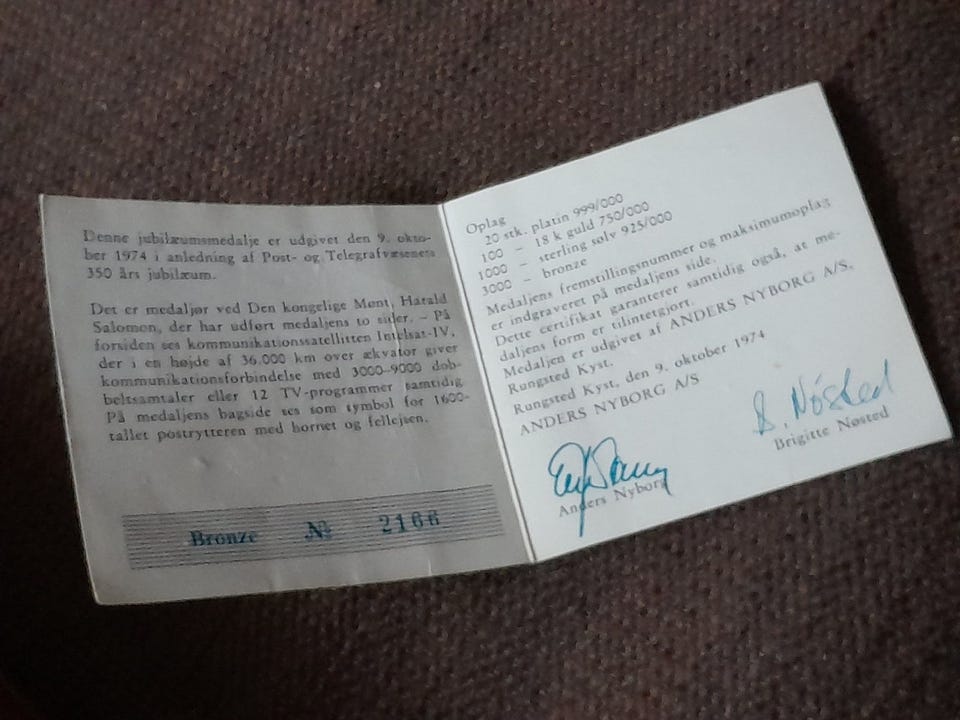 Denne jubilæumsmedalje er udgivet den 9. okto-
ber 1974 i anledning af Post- og Telegrafvæsenets
350 års jubilæum.
Det er medaljør ved Den kongelige Mønt, Harald
Salomon, der har udført medaljens to sider. – På
forsiden ses kommunikationssatellitten Intelsat-IV,
der i en højde af 36.000 km over ækvator giver
kommunikationsforbindelse med 3000-9000 dob-
beltsamtaler eller 12 TV-programmer samtidig
På medaljens bagside ses som symbol for 1600-
tallet postrytteren med hornet og fellejsen.
Bronze № 2166
Oplag
20 stk. platin 999/000
100 – 18 k guld 750/000
1000 – sterling sølv 925/000
3000 – bronze
Medaljens fremstillingsnummer og maksimumoplag
er indgraveret på medaljens side.
Dette certifikat garanterer samtidig også, at me-
daljens form er tilintetgjort.
Medaljen er udgivet af ANDERS NYBORG A/S,
Rungsted Kyst.
Rungsted Kyst, den 9. oktober 1974
ANDERS NYBORG A/S
B. Nøsted
Anders Nyborg
Brigitte Nøsted